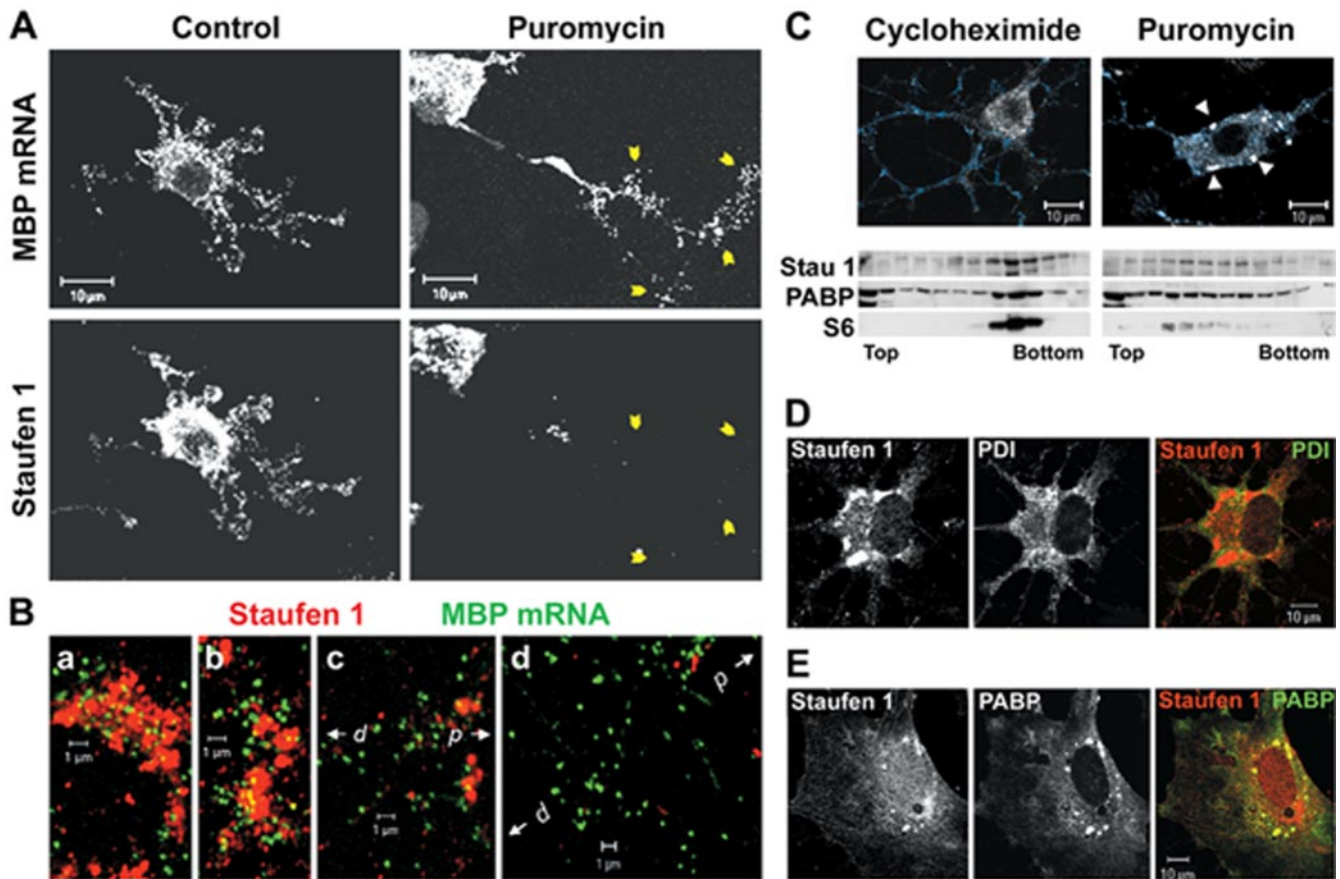 A
Control
Puromycin
MBP mRNA
10µm
10µm
Staufen 1
B
Staufen 1
MBP mRNA
a
1 µm
b
1 µm
c
d
p
1 µm
d
p
d
1 µm
C
Cycloheximide
Puromycin
10 µm
10 µm
Stau 1
PABP
S6
Top
Bottom
Top
Bottom
D
Staufen 1
PDI
Staufen 1 PDI
10 µm
E
Staufen 1
PABP
Staufen 1 PABP
10 µm